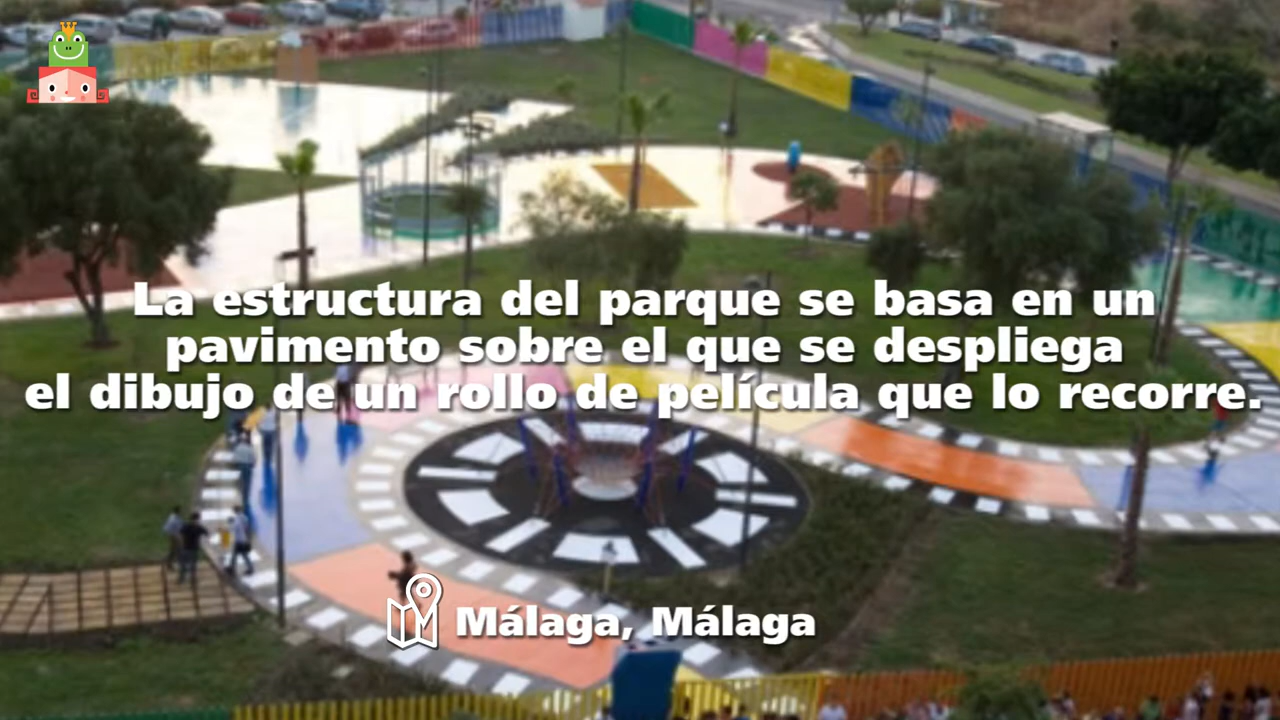 La estructura del parque se basa en un
pavimento sobre el que se despliega
el dibujo de un rollo de película que lo recorre.
Málaga, Málaga